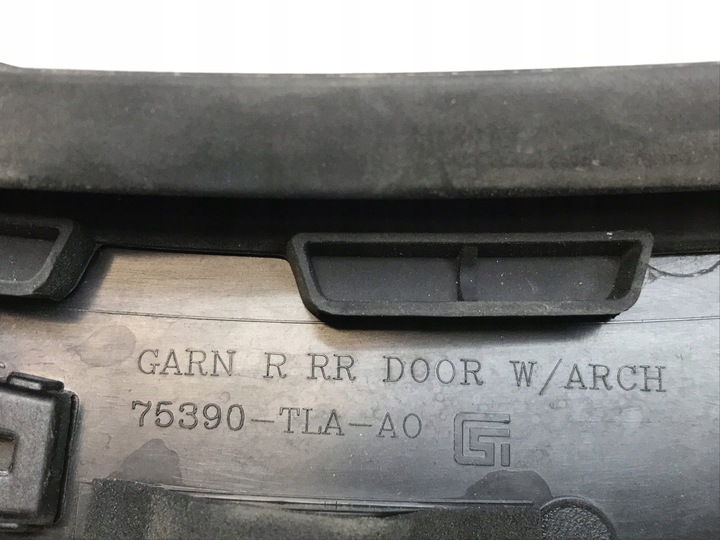 GARN R RR DOOR W/ARCH
75390-TLA-A0